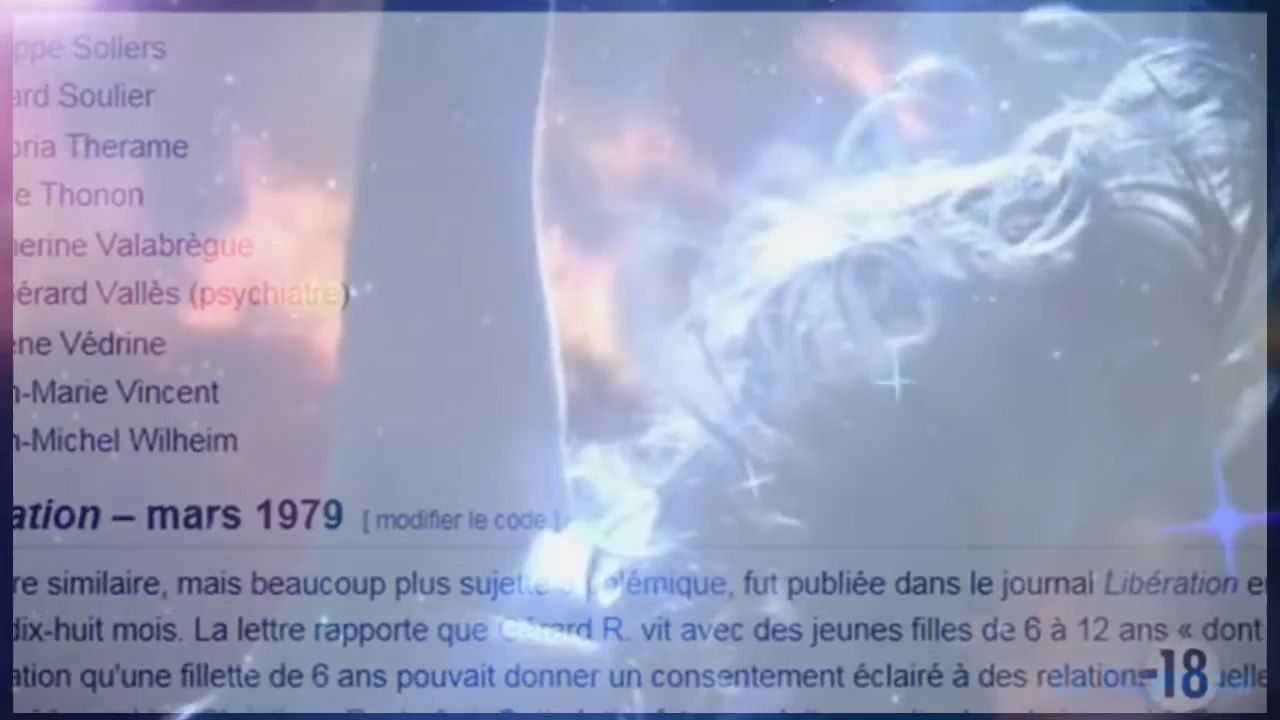 ppe Sollers
ard Soulier
oria Therame
e Thonon
herine Valabrègue
Gérard Vallès (psychiatre)
ène Védrine
n-Marie Vincent
n-Michel Wilheim
ation – mars 1979 [ modifier le code ]
re similaire, mais beaucoup plus sujette à polémique, fut publiée dans le journal Libération e
dix-huit mois. La lettre rapporte que Gérard R. vit avec des jeunes filles de 6 à 12 ans « dont
ation qu'une fillette de 6 ans pouvait donner un consentement éclairé à des relations uelle
-18